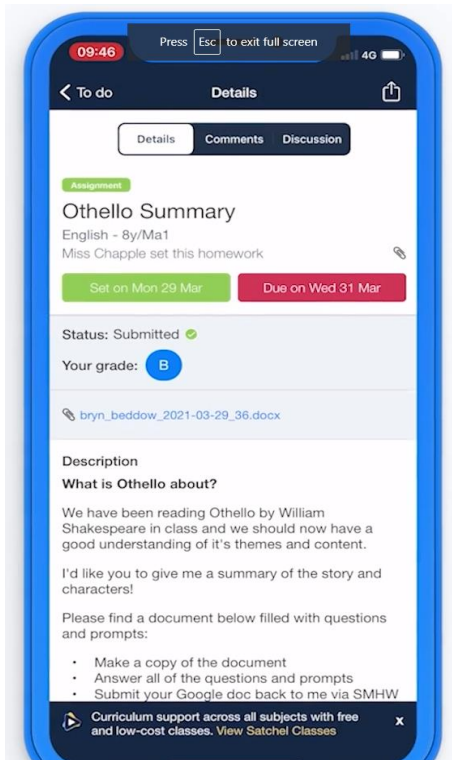 Press Esc to exit full screen
09:46
4G
To do
Details
Details
Comments
Discussion
Assignment
Othello Summary
English - 8y/Ma1
Miss Chapple set this homework
Set on Mon 29 Mar
Due on Wed 31 Mar
Status: Submitted
Your grade: B
bryn_beddow_2021-03-29_36.docx
Description
What is Othello about?
We have been reading Othello by William
Shakespeare in class and we should now have a
good understanding of it's themes and content.
I'd like you to give me a summary of the story and
characters!
Please find a document below filled with questions
and prompts:
• Make a copy of the document
• Answer all of the questions and prompts
• Submit your Google doc back to me via SMHW
Curriculum support across all subjects with free
and low-cost classes. View Satchel Classes
x